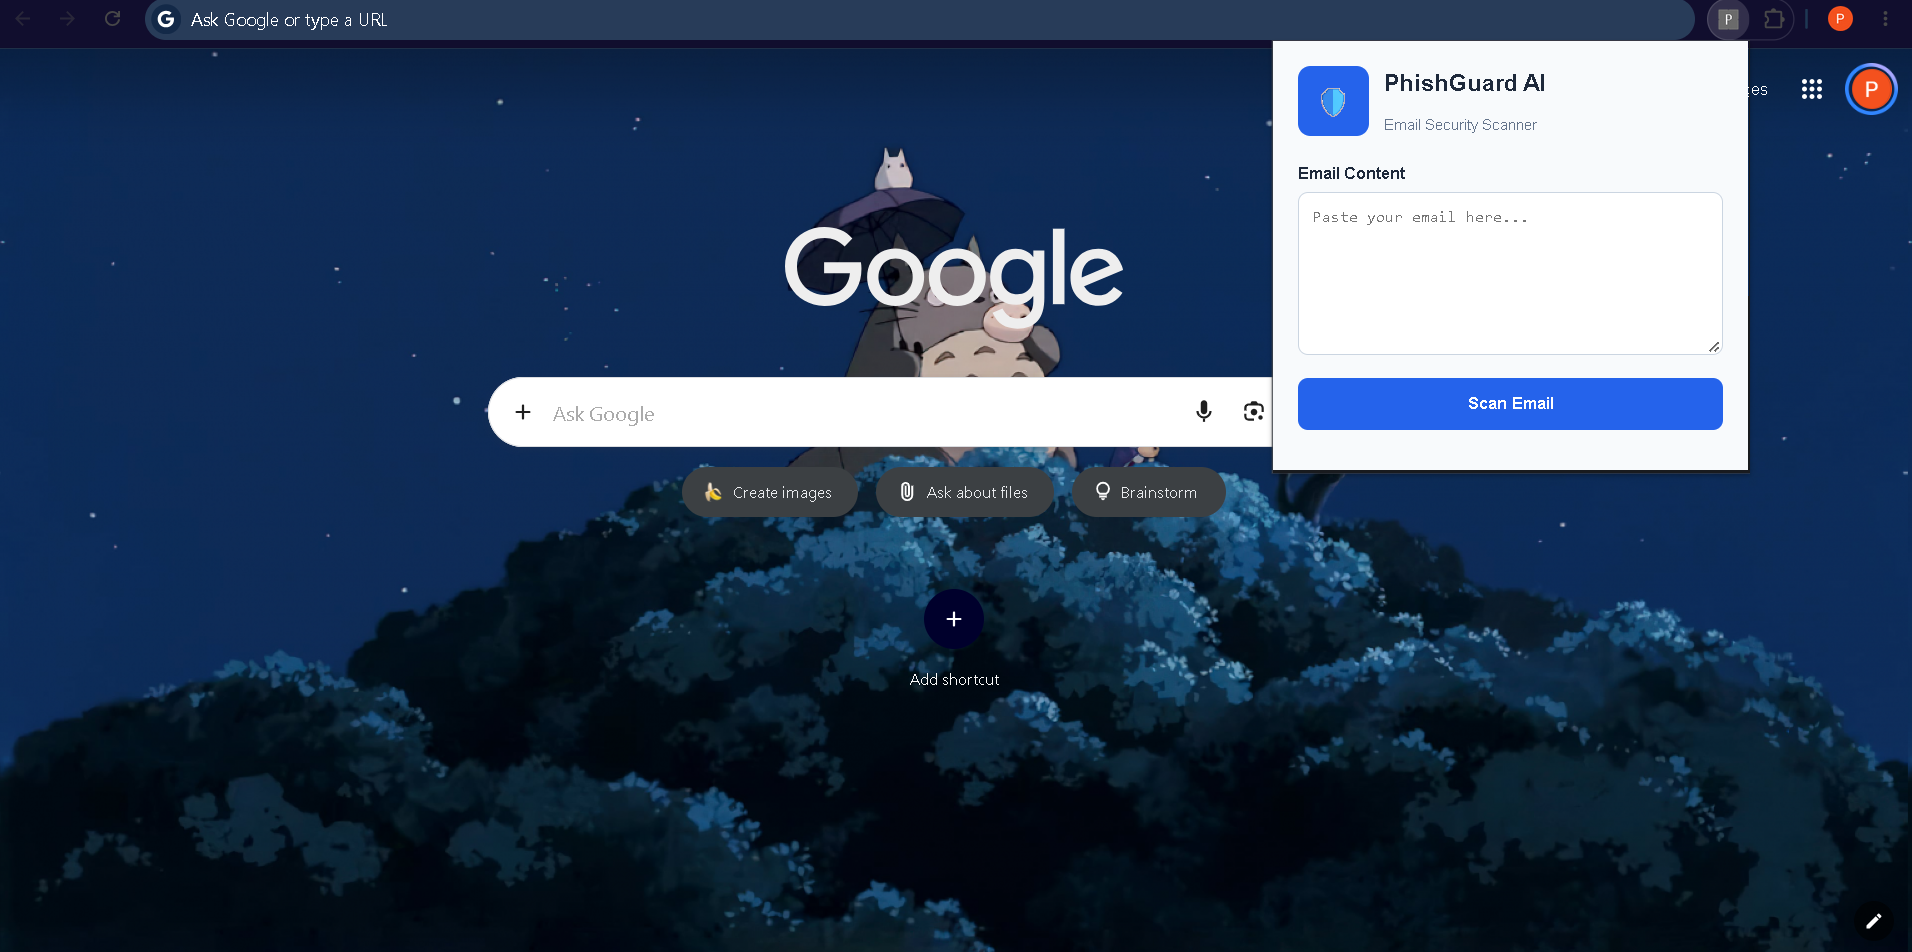 Ask Google or type a URL
P
P
PhishGuard AI
Email Security Scanner
P
Email Content
Paste your email here...
Google
Ask Google
Scan Email
Create images
Ask about files
Brainstorm
Add shortcut